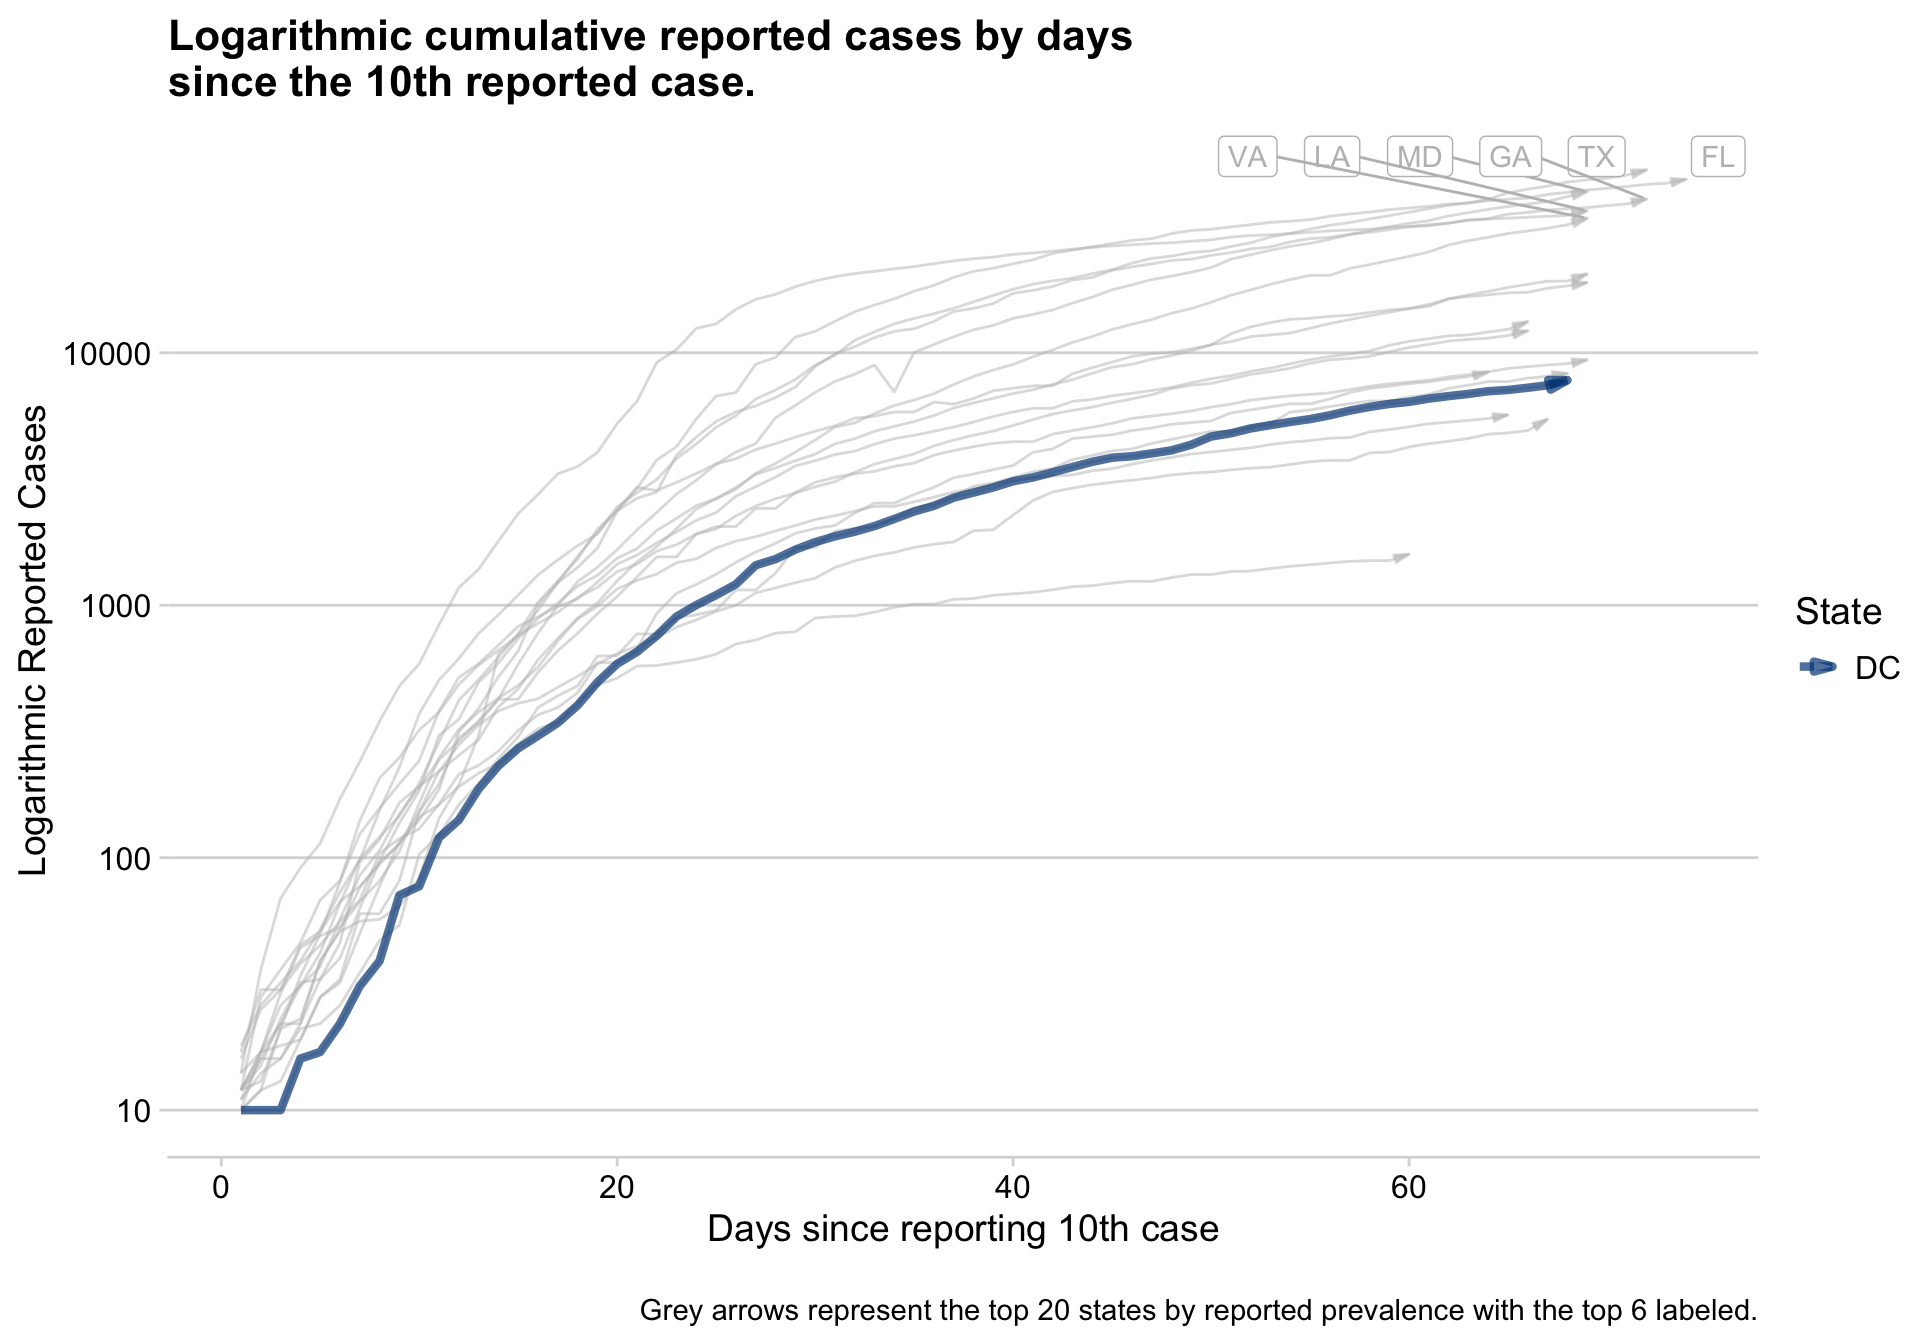 Logarithmic cumulative reported cases by days
since the 10th reported case.
VA LA MD GA TX FL
Logarithmic Reported Cases
10000
1000
100
10
State
DC
0 20 40 60
Days since reporting 10th case
Grey arrows represent the top 20 states by reported prevalence with the top 6 labeled.